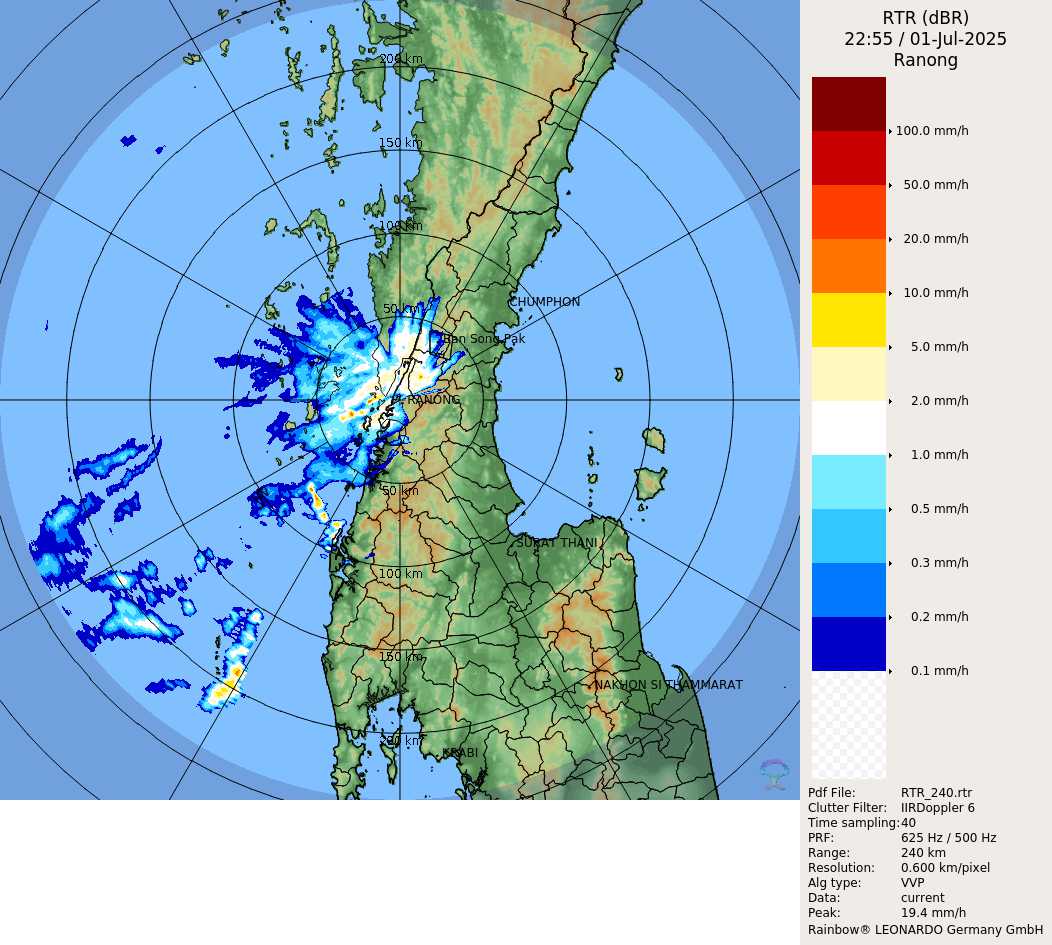 RTR (dBR)
22:55 / 01-Jul-2025
Ranong
200 km
150 km
100 km
50 km
CHUMPHON
Ban Song Pak
RANONG
50 km
SURAT THANI
100 km
150 km
NAKHON SI THAMMARAT
200 km
KRABI
100.0 mm/h
50.0 mm/h
20.0 mm/h
10.0 mm/h
5.0 mm/h
2.0 mm/h
1.0 mm/h
0.5 mm/h
0.3 mm/h
0.2 mm/h
0.1 mm/h
Pdf File: RTR_240.rtr
Clutter Filter: IIRDoppler 6
Time sampling:40
PRF: 625 Hz / 500 Hz
Range: 240 km
Resolution: 0.600 km/pixel
Alg type: VVP
Data: current
Peak: 19.4 mm/h
Rainbow® LEONARDO Germany GmbH